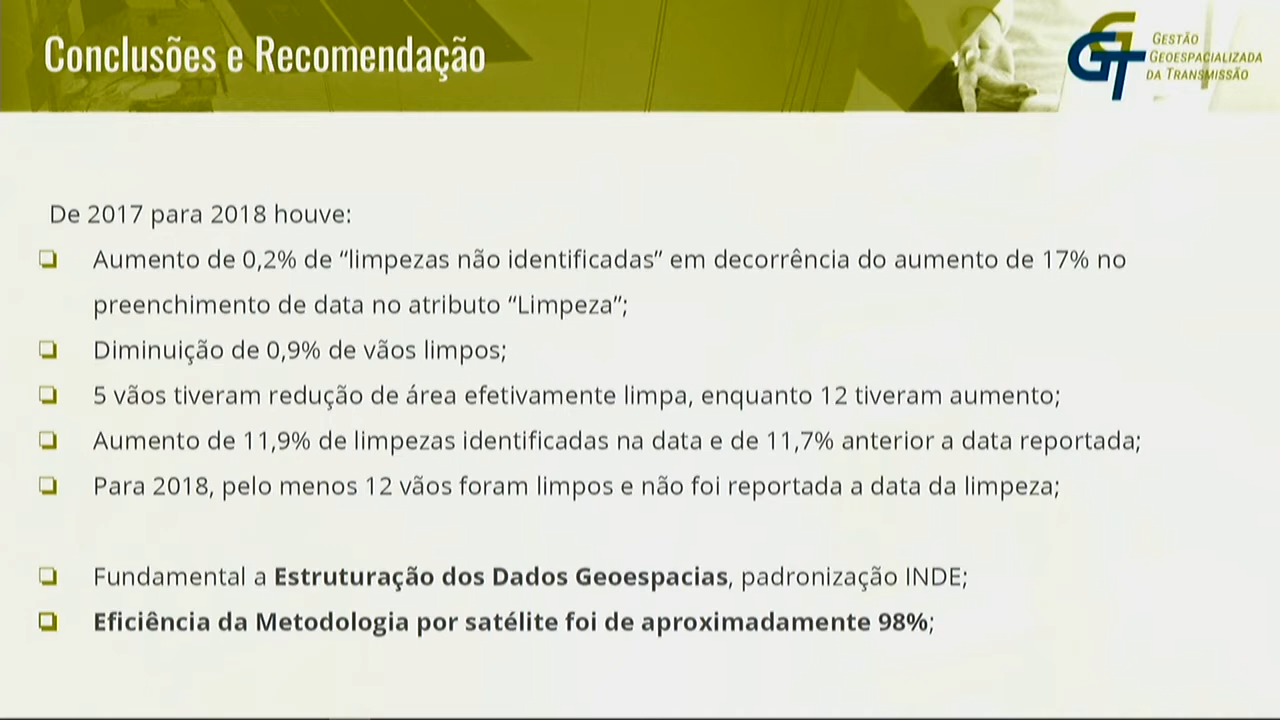 Conclusões e Recomendação
GT
GESTÃO
GEOESPACIALIZADA
DA TRANSMISSÃO
De 2017 para 2018 houve:
Aumento de 0,2% de “limpezas não identificadas” em decorrência do aumento de 17% no
preenchimento de data no atributo “Limpeza”;
Diminuição de 0,9% de vãos limpos;
5 vãos tiveram redução de área efetivamente limpa, enquanto 12 tiveram aumento;
Aumento de 11,9% de limpezas identificadas na data e de 11,7% anterior a data reportada;
Para 2018, pelo menos 12 vãos foram limpos e não foi reportada a data da limpeza;
Fundamental a Estruturação dos Dados Geoespacias, padronização INDE;
Eficiência da Metodologia por satélite foi de aproximadamente 98%;